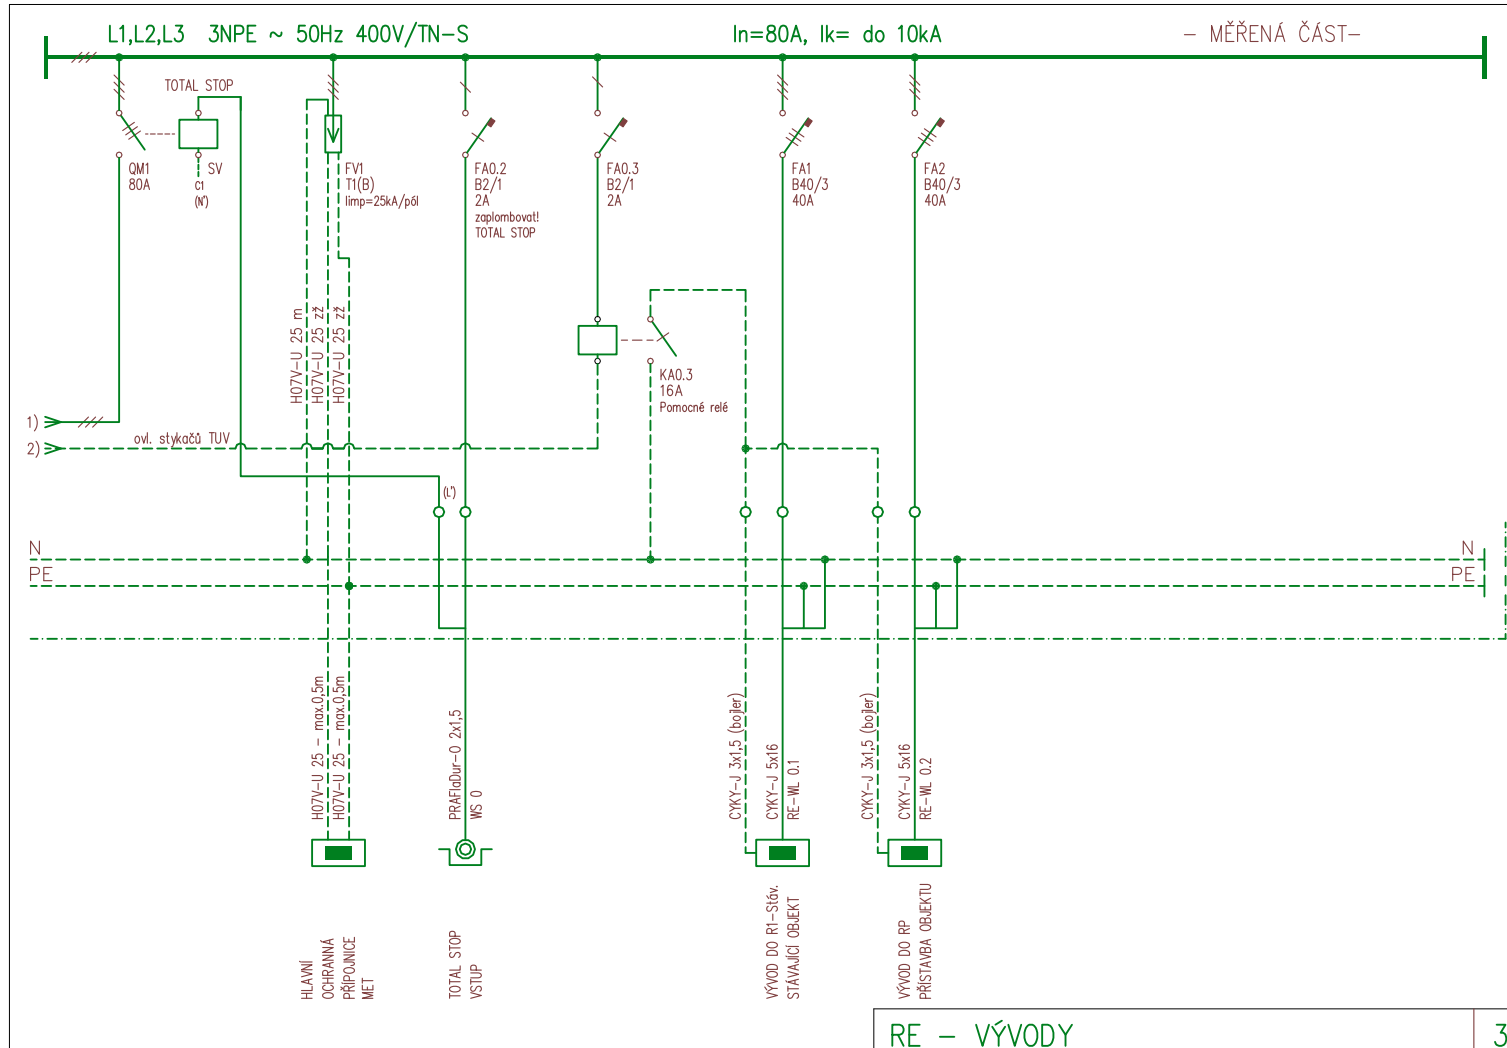 L1,L2,L3 3NPE ~ 50Hz 400V/TN-S
In=80A, Ik= do 10kA
- MĚŘENÁ ČÁST-
TOTAL STOP
QM1
80A
SV
C1
(N')
FV1
T1(B)
Iimp=25kA/pól
FA0.2
B2/1
2A
zaplombovat!
TOTAL STOP
FA0.3
B2/1
2A
FA1
B40/3
40A
FA2
B40/3
40A
H07V-U 25 m
H07V-U 25 zž
H07V-U 25 zž
KA0.3
16A
Pomocné relé
1)
2)
ovl. stykačů TUV
(L')
N
PE
N
PE
H07V-U 25 - max.0,5m
H07V-U 25 - max.0,5m
PRAFlaDur-O 2x1,5
WS 0
CYKY-J 3x1,5 (bojler)
CYKY-J 5x16
RE-WL 0.1
CYKY-J 3x1,5 (bojler)
CYKY-J 5x16
RE-WL 0.2
HLAVNÍ
OCHRANNÁ
PŘÍPOJNICE
MET
TOTAL STOP
VSTUP
VÝVOD DO R1-Stáv.
STÁVAJÍCÍ OBJEKT
VÝVOD DO RP
PŘÍSTAVBA OBJEKTU
RE - VÝVODY
3